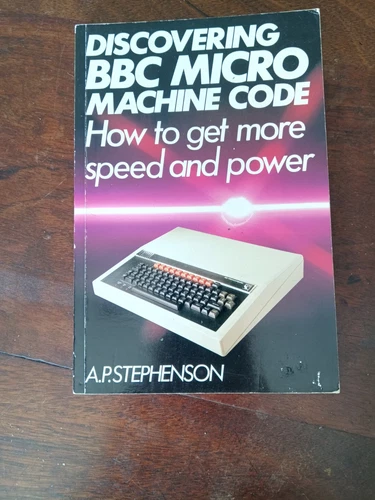 DISCOVERING
BBC MICRO
MACHINE CODE
How to get more
speed and power
A.P. STEPHENSON